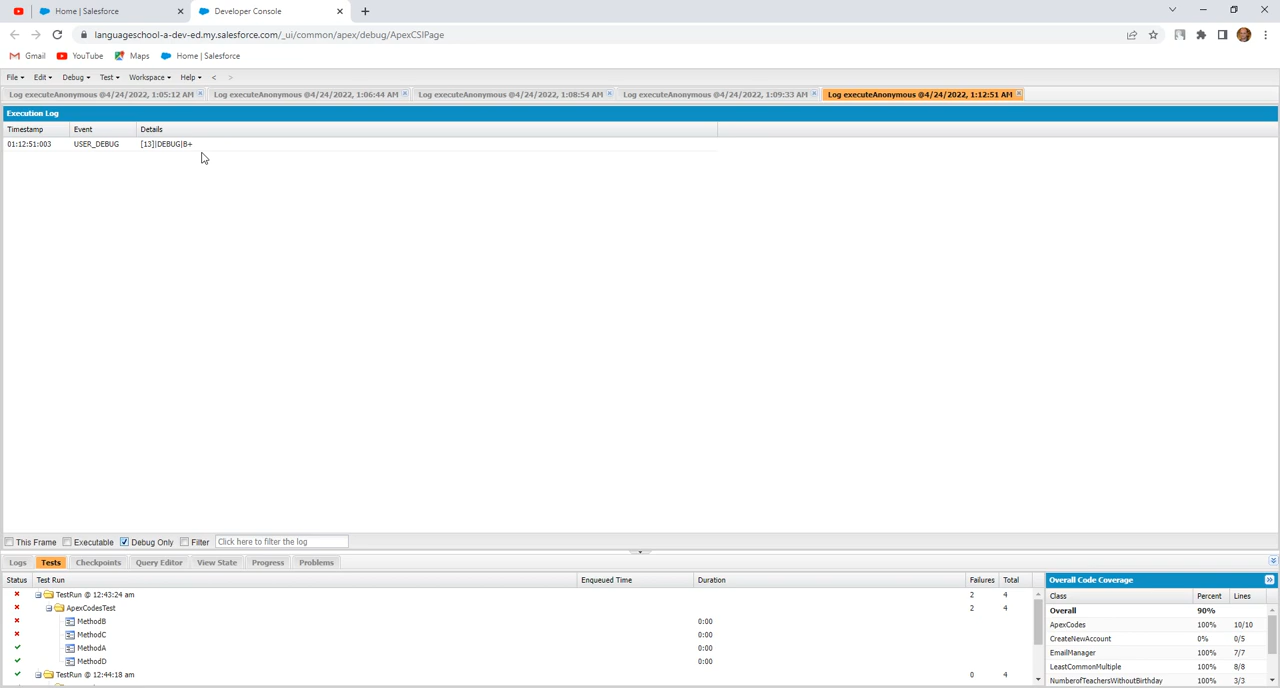 Home | Salesforce
Developer Console
languageschool-a-dev-ed.my.salesforce.com/_ui/common/apex/debug/ApexCSIPage
Gmail YouTube Maps Home | Salesforce
File Edit Debug Test Workspace Help < >
Log executeAnonymous @4/24/2022, 1:05:12 AM Log executeAnonymous @4/24/2022, 1:06:44 AM Log executeAnonymous @4/24/2022, 1:08:54 AM Log executeAnonymous @4/24/2022, 1:09:33 AM Log executeAnonymous @4/24/2022, 1:12:51 AM
Execution Log
Timestamp Event Details
01:12:51:003 USER_DEBUG [13]|DEBUG|B+
This Frame Executable Debug Only Filter Click here to filter the log
Logs Tests Checkpoints Query Editor View State Progress Problems
Status Test Run Enqueued Time Duration Failures Total
TestRun @ 12:43:24 am 2 4
ApexCodesTest 2 4
MethodB 0:00
MethodC 0:00
MethodA 0:00
MethodD 0:00
TestRun @ 12:44:18 am 0 4
Overall Code Coverage
Class Percent Lines
Overall 90%
ApexCodes 100% 10/10
CreateNewAccount 0% 0/5
EmailManager 100% 7/7
LeastCommonMultiple 100% 8/8
NumberofTeachersWithoutBirthday 100% 3/3